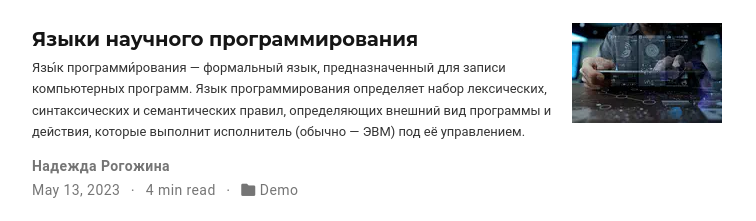 Языки научного программирования
Язы́к программи́рования — формальный язык, предназначенный для записи
компьютерных программ. Язык программирования определяет набор лексических,
синтаксических и семантических правил, определяющих внешний вид программы и
действия, которые выполнит исполнитель (обычно — ЭВМ) под её управлением.
Надежда Рогожина
May 13, 2023 · 4 min read · Demo